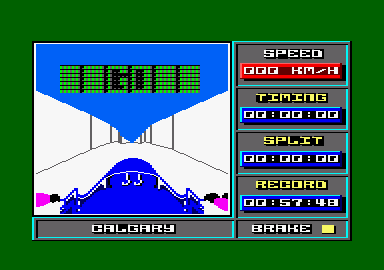 GO
SPEED
000 KM/H
TIMING
00:00:00
SPLIT
00:00:00
RECORD
00:57:48
CALGARY
BRAKE